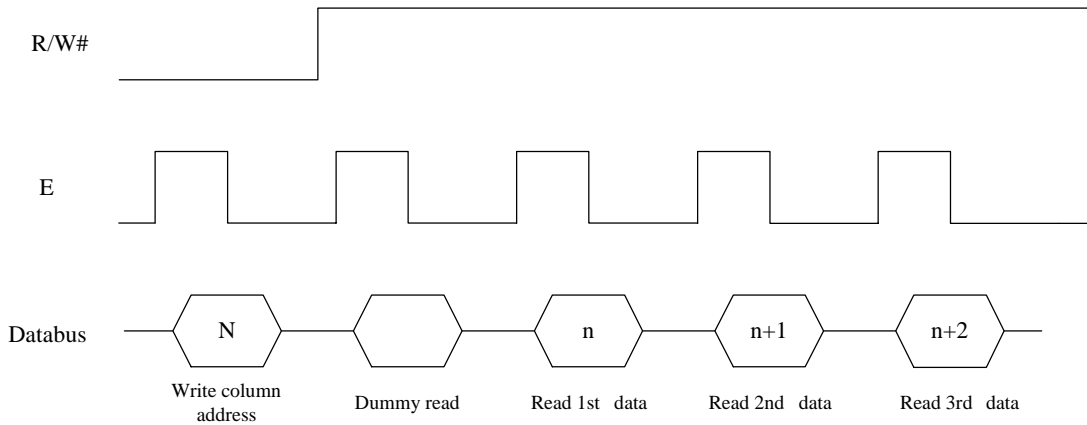 R/W#
E
Databus
N
n
n+1
n+2
Write column
address
Dummy read
Read 1st data
Read 2nd data
Read 3rd data